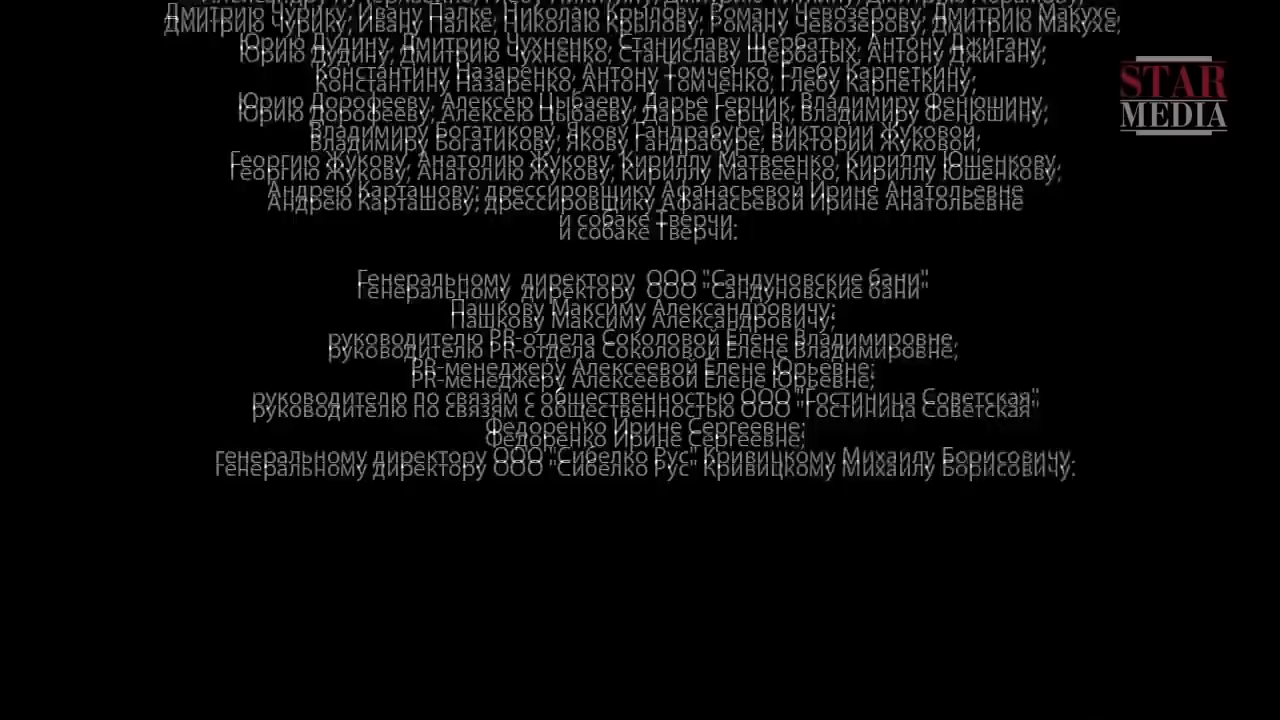 Дмитрию Чурику, Ивану Палке, Николаю Крылову, Роману Чевозерову, Дмитрию Макухе,
Юрию Дудину, Дмитрию Чухненко, Станиславу Щербатых, Антону Джигану,
Константину Назаренко, Антону Томченко, Глебу Карпеткину,
Юрию Дорофееву, Алексею Цыбаеву, Дарье Герцик, Владимиру Фенюшину,
Владимиру Богатикову, Якову Гандрабуре, Виктории Жуковой,
Георгию Жукову, Анатолию Жукову, Кириллу Матвеенко, Кириллу Юшенкову,
Андрею Карташову; дрессировщику Афанасьевой Ирине Анатольевне
и собаке Тверчи:
Генеральному директору ООО "Сандуновские бани"
Пашкову Максиму Александровичу;
руководителю PR-отдела Соколовой Елене Владимировне,
PR-менеджеру Алексеевой Елене Юрьевне;
руководителю по связям с общественностью ООО "Гостиница Советская"
Федоренко Ирине Сергеевне;
генеральному директору ООО "Сибелко Рус" Кривицкому Михаилу Борисовичу.
STAR
MEDIA